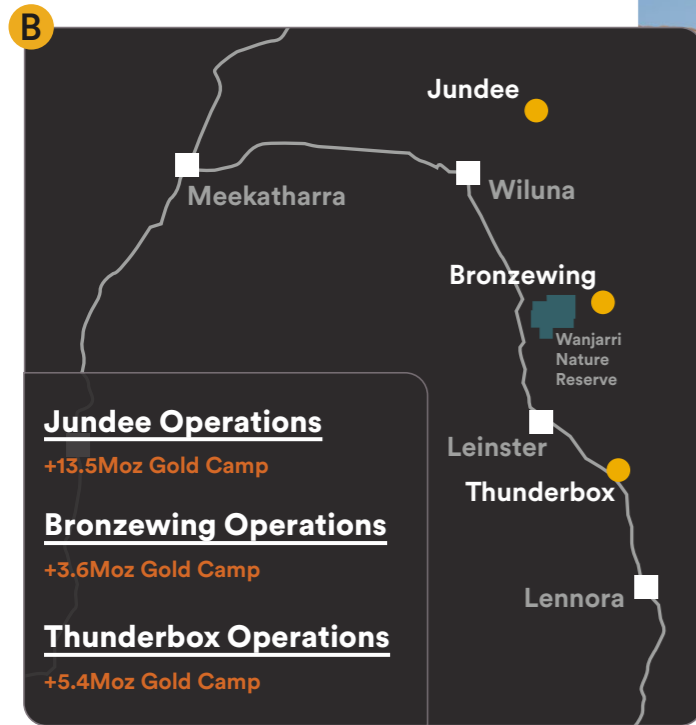 B
Jundee
Meekatharra
Wiluna
Bronzewing
Wanjarri
Nature
Reserve
Leinster
Thunderbox
Lennora
Jundee Operations
+13.5Moz Gold Camp
Bronzewing Operations
+3.6Moz Gold Camp
Thunderbox Operations
+5.4Moz Gold Camp